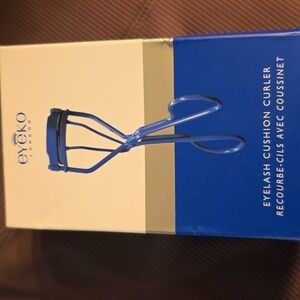 eyeko
LONDON
EYELASH CUSHION CURLER
RECOURBE-CILS AVEC COUSSINET